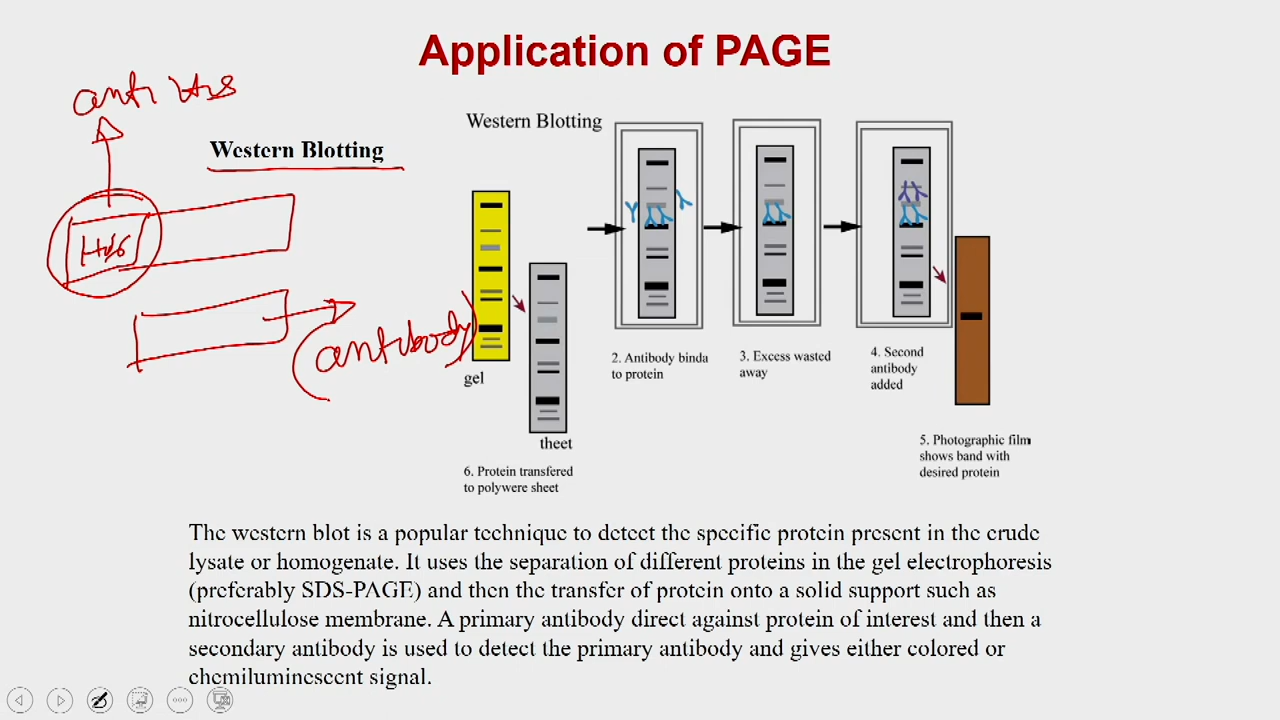 Application of PAGE
anti His
Western Blotting
His
(antibody)
Western Blotting
gel
theet
6. Protein transfered
to polywere sheet
2. Antibody binda
to protein
3. Excess wasted
away
4. Second
antibody
added
5. Photographic film
shows band with
desired protein
The western blot is a popular technique to detect the specific protein present in the crude
lysate or homogenate. It uses the separation of different proteins in the gel electrophoresis
(preferably SDS-PAGE) and then the transfer of protein onto a solid support such as
nitrocellulose membrane. A primary antibody direct against protein of interest and then a
secondary antibody is used to detect the primary antibody and gives either colored or
chemiluminescent signal.